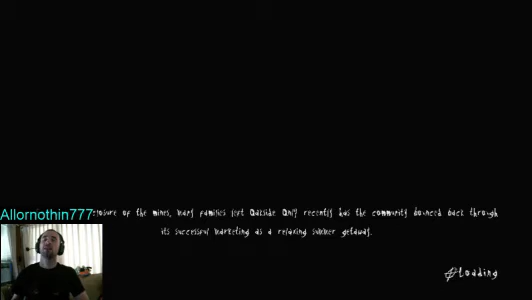 Allornothin777
closure of the mines, many families left Oakside. Only recently has the community bounced back through
its successful marketing as a relaxing summer getaway.
Loading